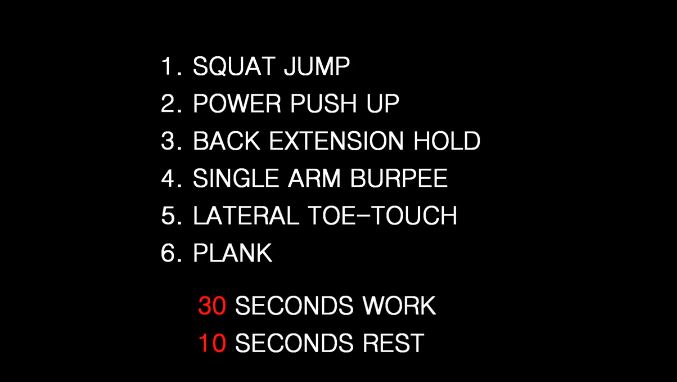 1. SQUAT JUMP
2. POWER PUSH UP
3. BACK EXTENSION HOLD
4. SINGLE ARM BURPEE
5. LATERAL TOE-TOUCH
6. PLANK
30 SECONDS WORK
10 SECONDS REST